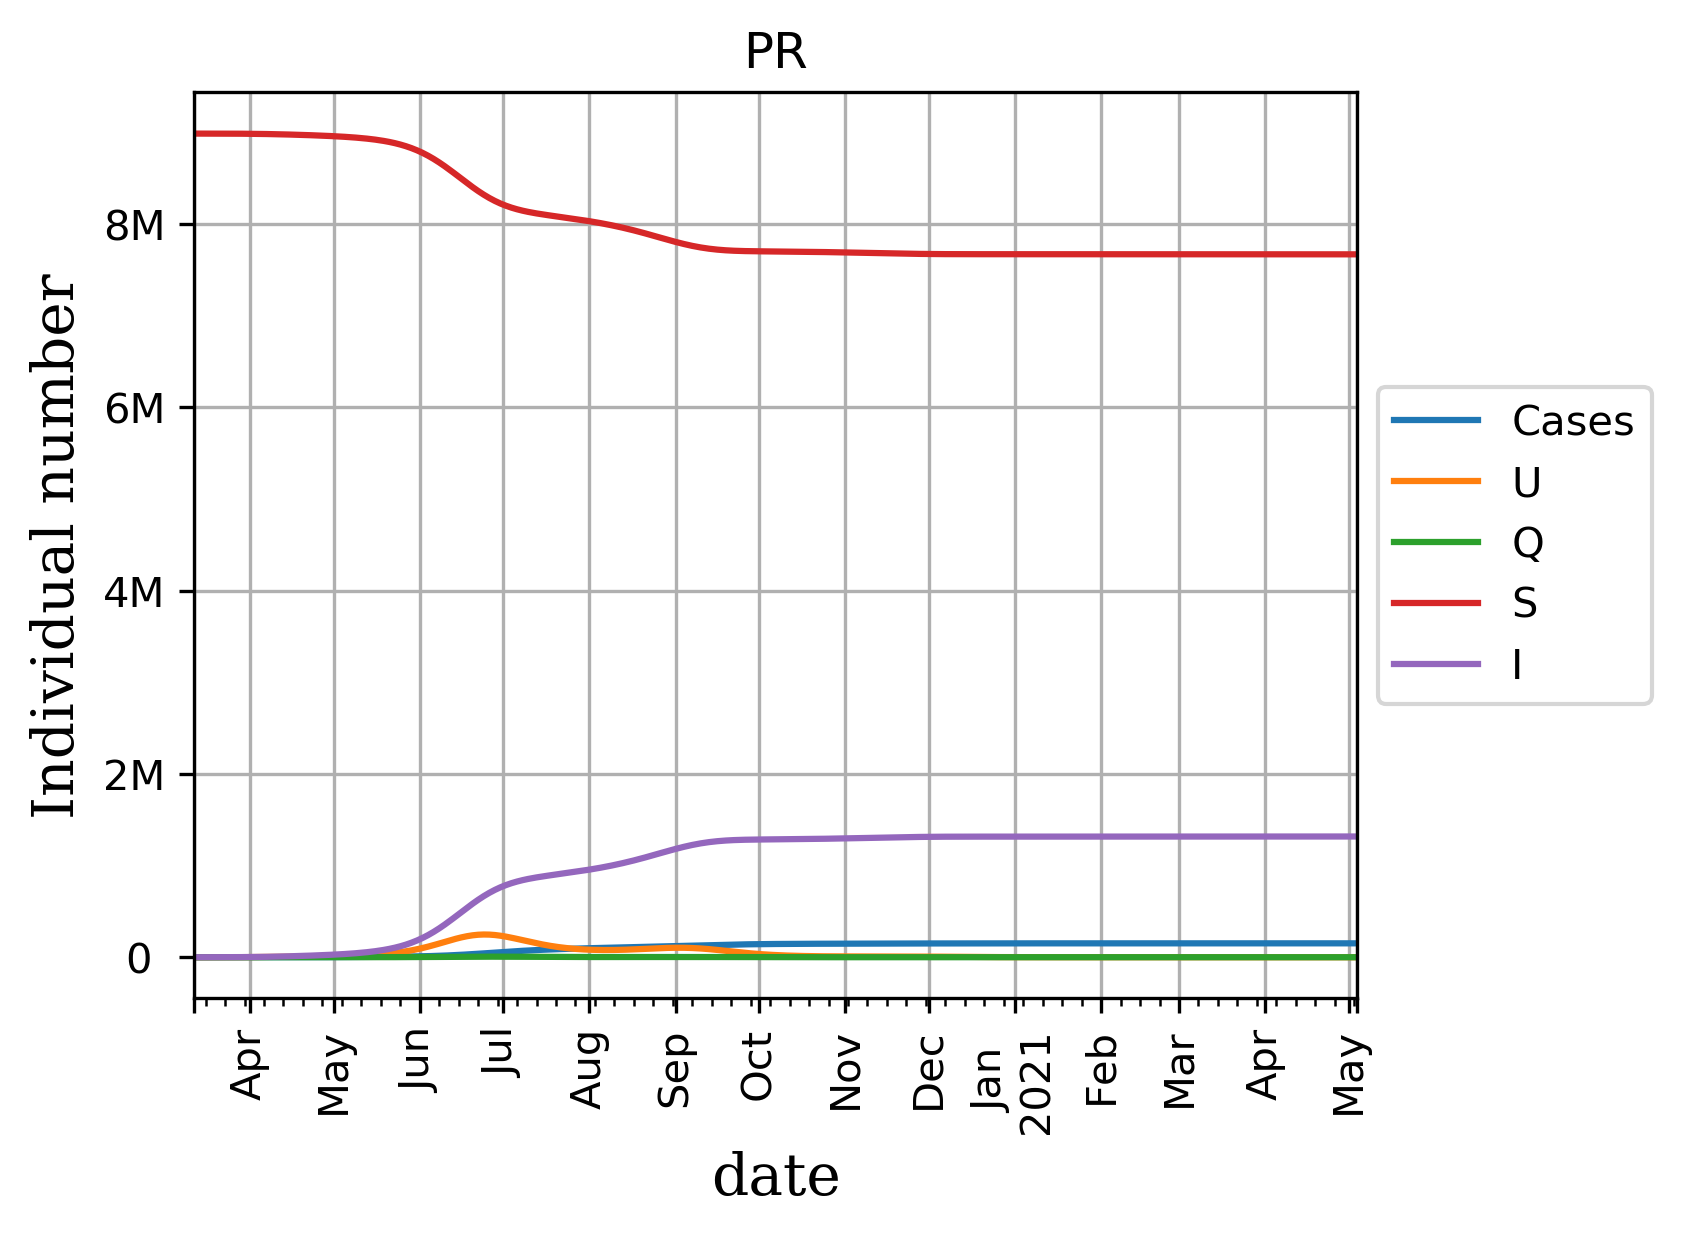 PR
8M
6M
4M
2M
0
Individual number
Apr
May
Jun
Jul
Aug
Sep
Oct
Nov
Dec
Jan
2021
Feb
Mar
Apr
May
date
Cases
U
Q
S
I